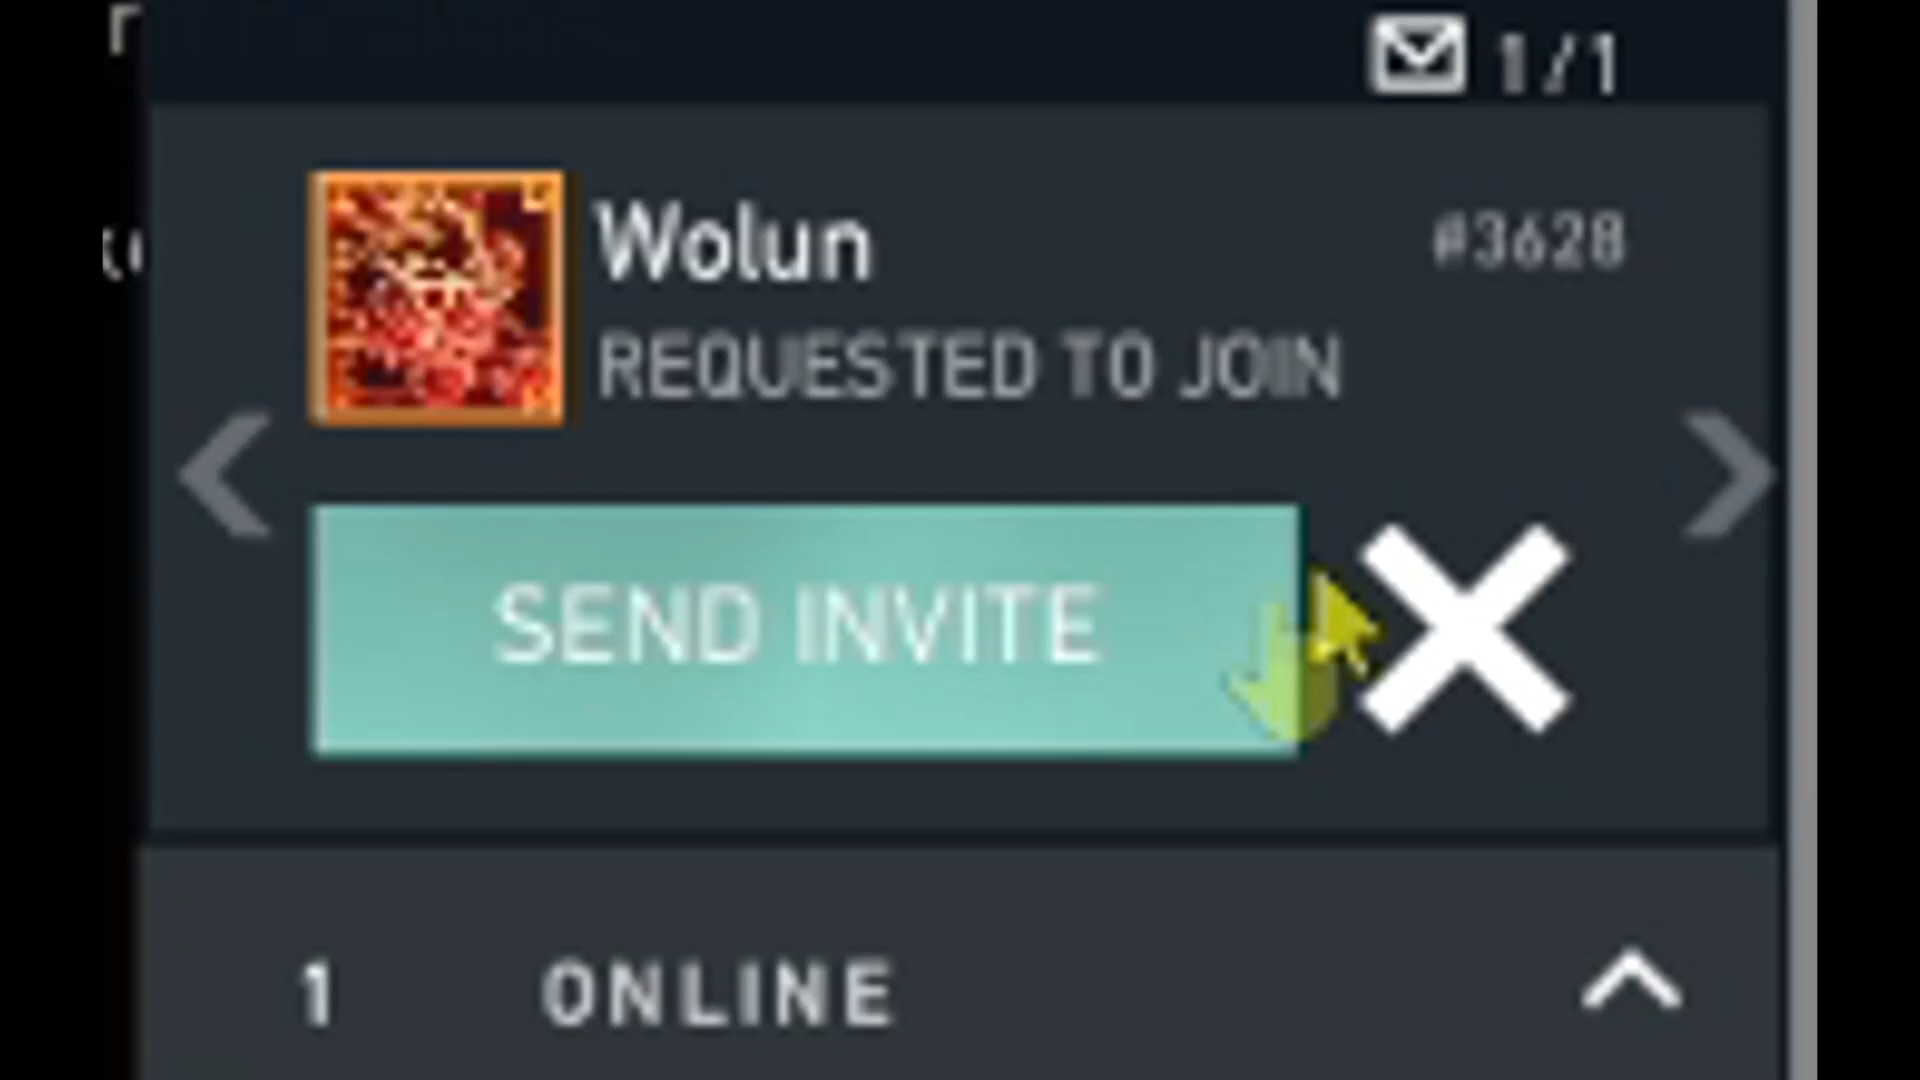 1/1
Wolun #3628
REQUESTED TO JOIN
SEND INVITE
1 ONLINE